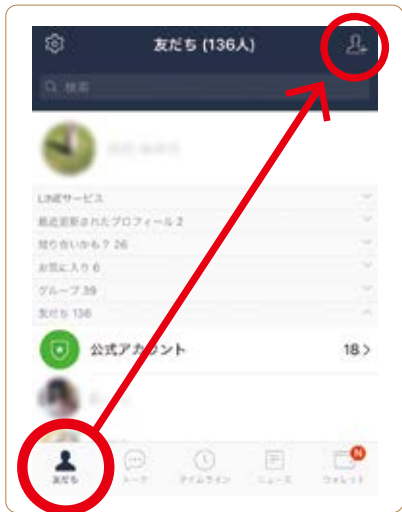 友だち (136人)
検索
LINEサービス
最近更新されたプロフィール 2
知り合いかも? 26
お気に入り 6
グループ 39
友だち 136
公式アカウント 18
N
友だち トーク タイムライン ニュース ウォレット